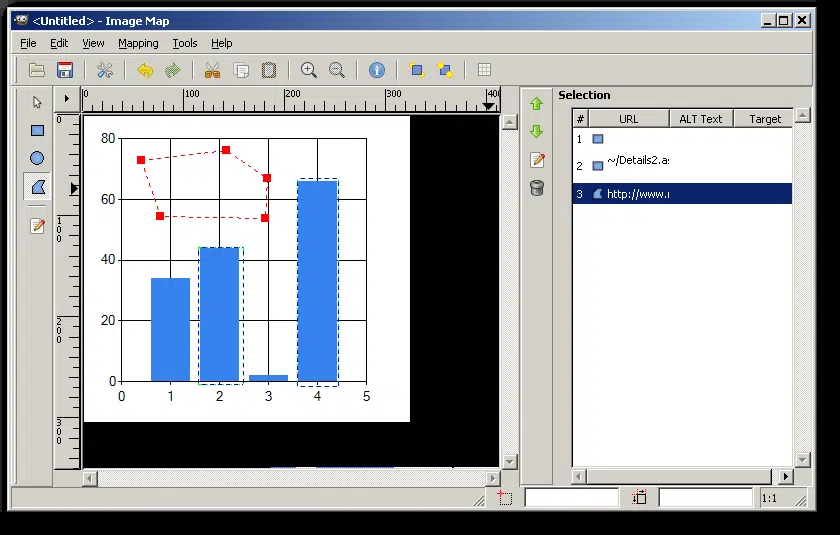 <Untitled> - Image Map
File Edit View Mapping Tools Help
0 100 200 300 400
Selection
# URL ALT Text Target
1
2 ~/Details2.a
3 http://www.
0
100
200
300
80
60
40
20
0
0 1 2 3 4 5
1:1